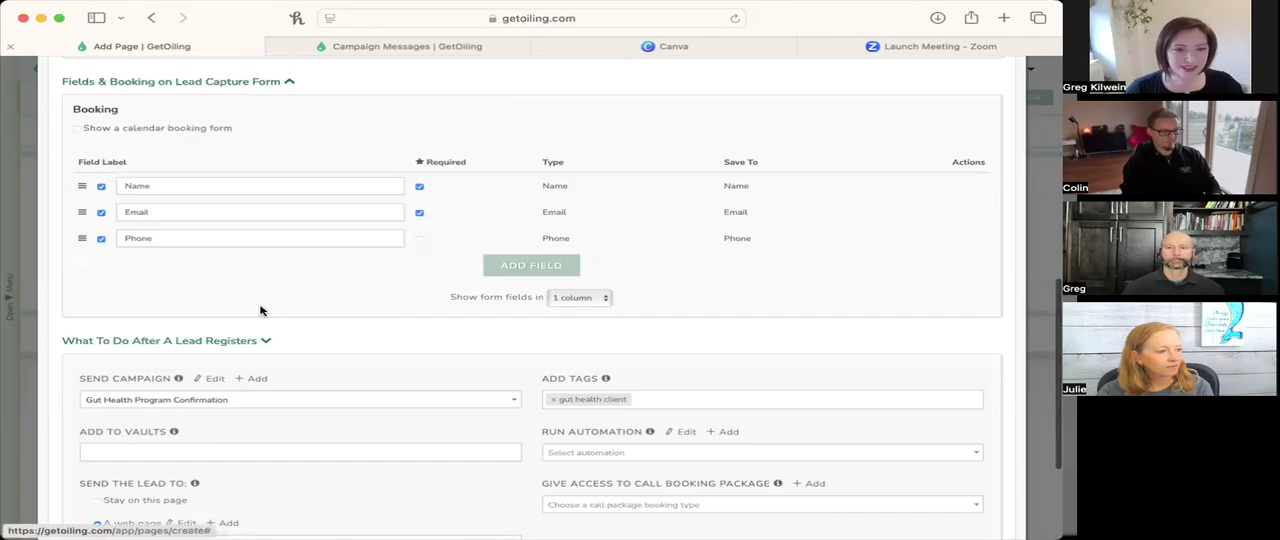 getoiling.com
Add Page | GetOiling
Campaign Messages | GetOiling
Canva
Launch Meeting - Zoom
Fields & Booking on Lead Capture Form
Booking
Show a calendar booking form
Field Label
Required
Type
Save To
Actions
Name
Name
Name
Email
Email
Email
Phone
Phone
Phone
ADD FIELD
Show form fields in 1 column
What To Do After A Lead Registers
SEND CAMPAIGN Edit + Add
Gut Health Program Confirmation
ADD TAGS
× gut health client
ADD TO VAULTS
RUN AUTOMATION Edit + Add
Select automation
SEND THE LEAD TO:
Stay on this page
A web page Edit + Add
GIVE ACCESS TO CALL BOOKING PACKAGE + Add
Choose a call package booking type
https://getoiling.com/app/pages/create#
Open Menu
Greg Kilwein
Colin
Greg
Julie